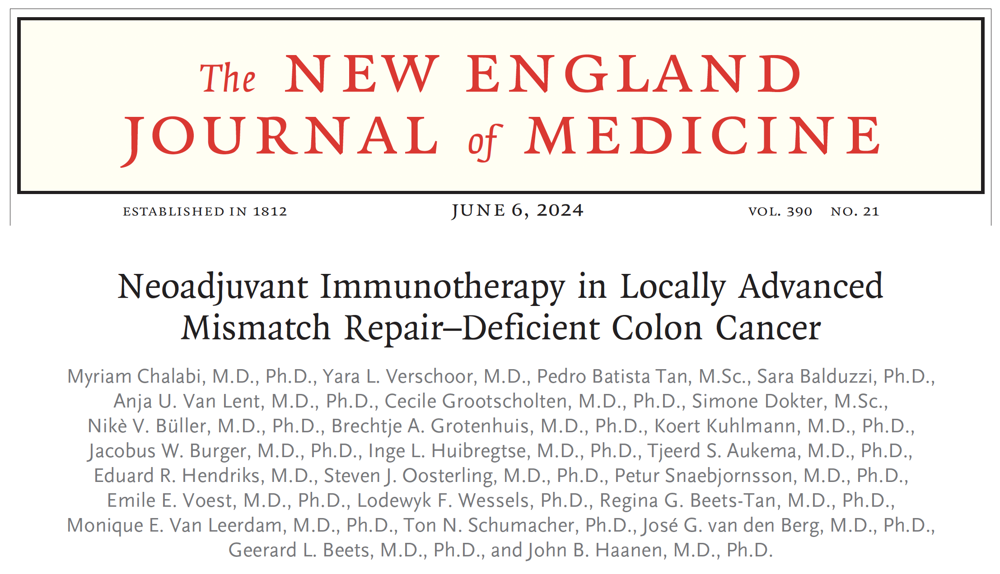 The NEW ENGLAND
JOURNAL of MEDICINE
ESTABLISHED IN 1812 JUNE 6, 2024 VOL. 390 NO. 21
Neoadjuvant Immunotherapy in Locally Advanced
Mismatch Repair–Deficient Colon Cancer
Myriam Chalabi, M.D., Ph.D., Yara L. Verschoor, M.D., Pedro Batista Tan, M.Sc., Sara Balduzzi, Ph.D.,
Anja U. Van Lent, M.D., Ph.D., Cecile Grootscholten, M.D., Ph.D., Simone Dokter, M.Sc.,
Nikè V. Büller, M.D., Ph.D., Brechtje A. Grotenhuis, M.D., Ph.D., Koert Kuhlmann, M.D., Ph.D.,
Jacobus W. Burger, M.D., Ph.D., Inge L. Huibregtse, M.D., Ph.D., Tjeerd S. Aukema, M.D., Ph.D.,
Eduard R. Hendriks, M.D., Steven J. Oosterling, M.D., Ph.D., Petur Snaebjornsson, M.D., Ph.D.,
Emile E. Voest, M.D., Ph.D., Lodewyk F. Wessels, Ph.D., Regina G. Beets-Tan, M.D., Ph.D.,
Monique E. Van Leerdam, M.D., Ph.D., Ton N. Schumacher, Ph.D., José G. van den Berg, M.D., Ph.D.,
Geerard L. Beets, M.D., Ph.D., and John B. Haanen, M.D., Ph.D.